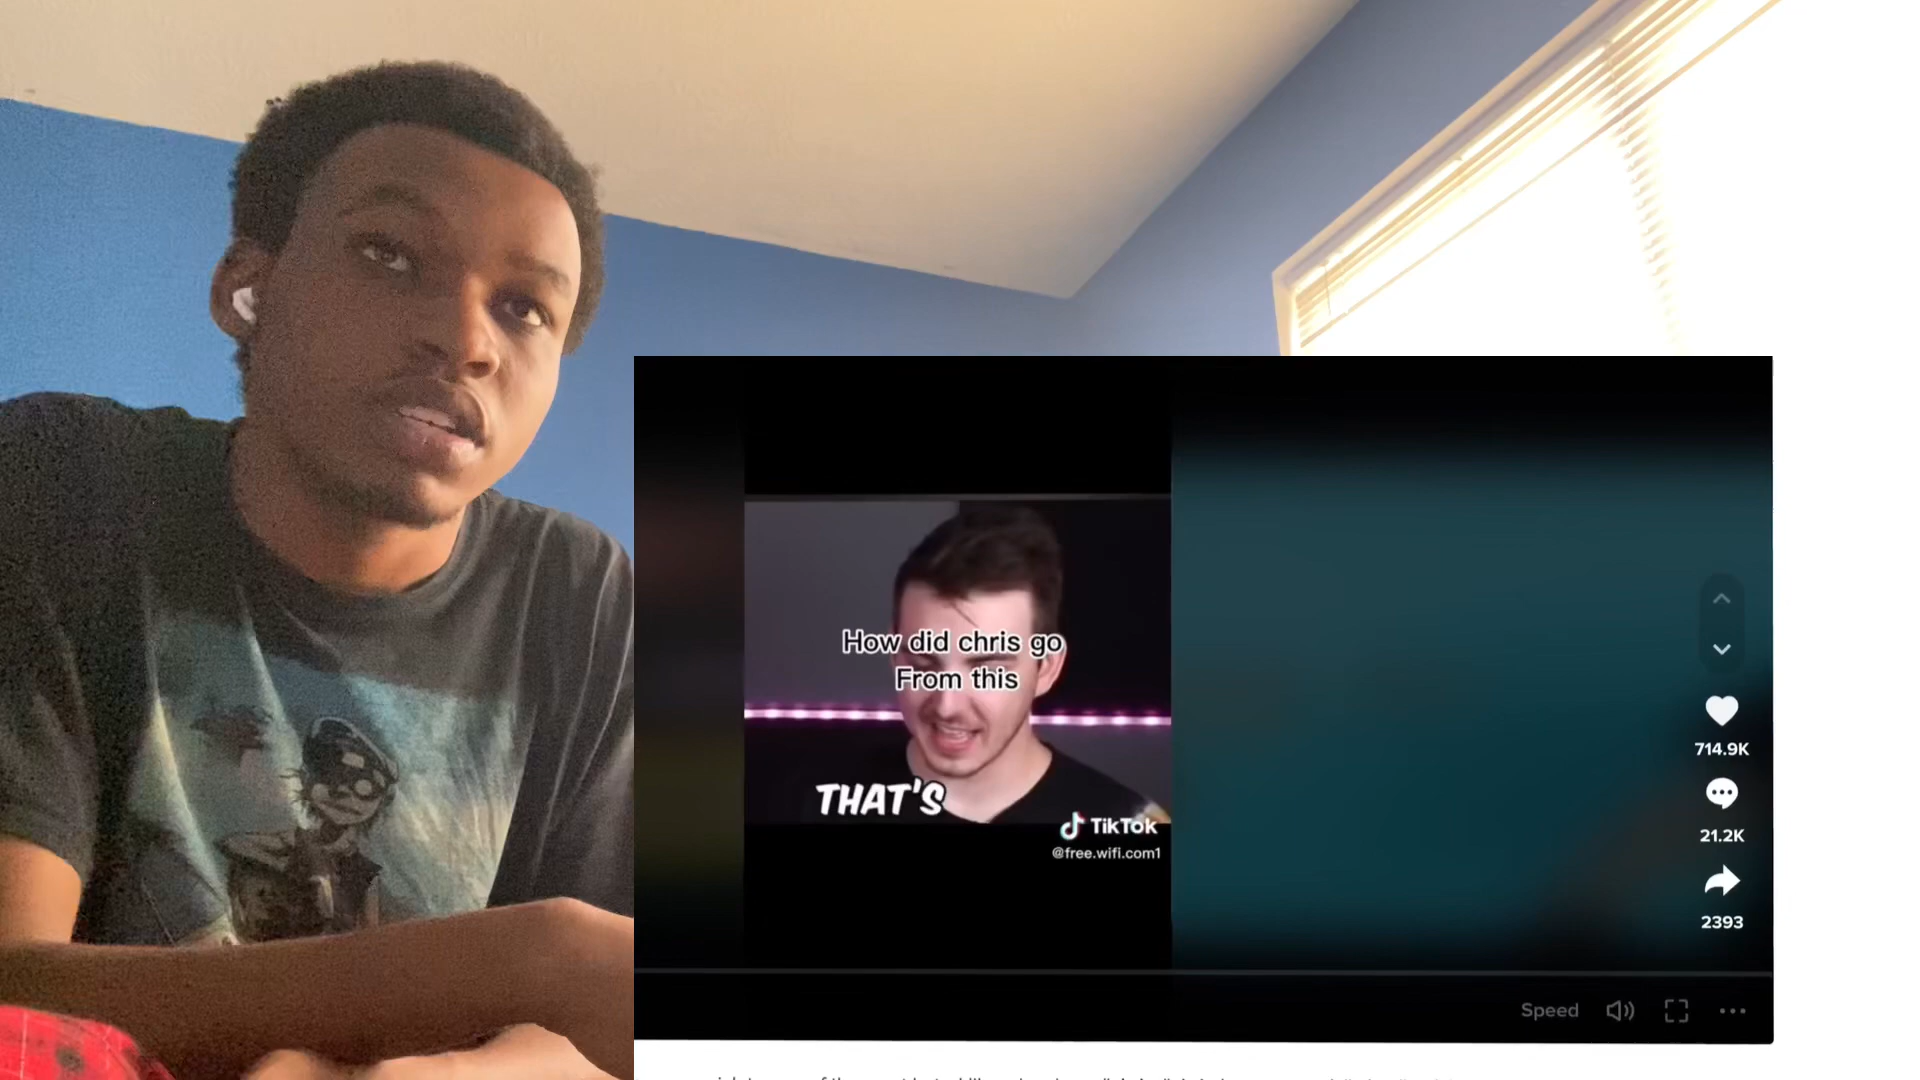 How did chris go
From this
THAT'S
TikTok
@free.wifi.com1
714.9K
21.2K
2393
Speed